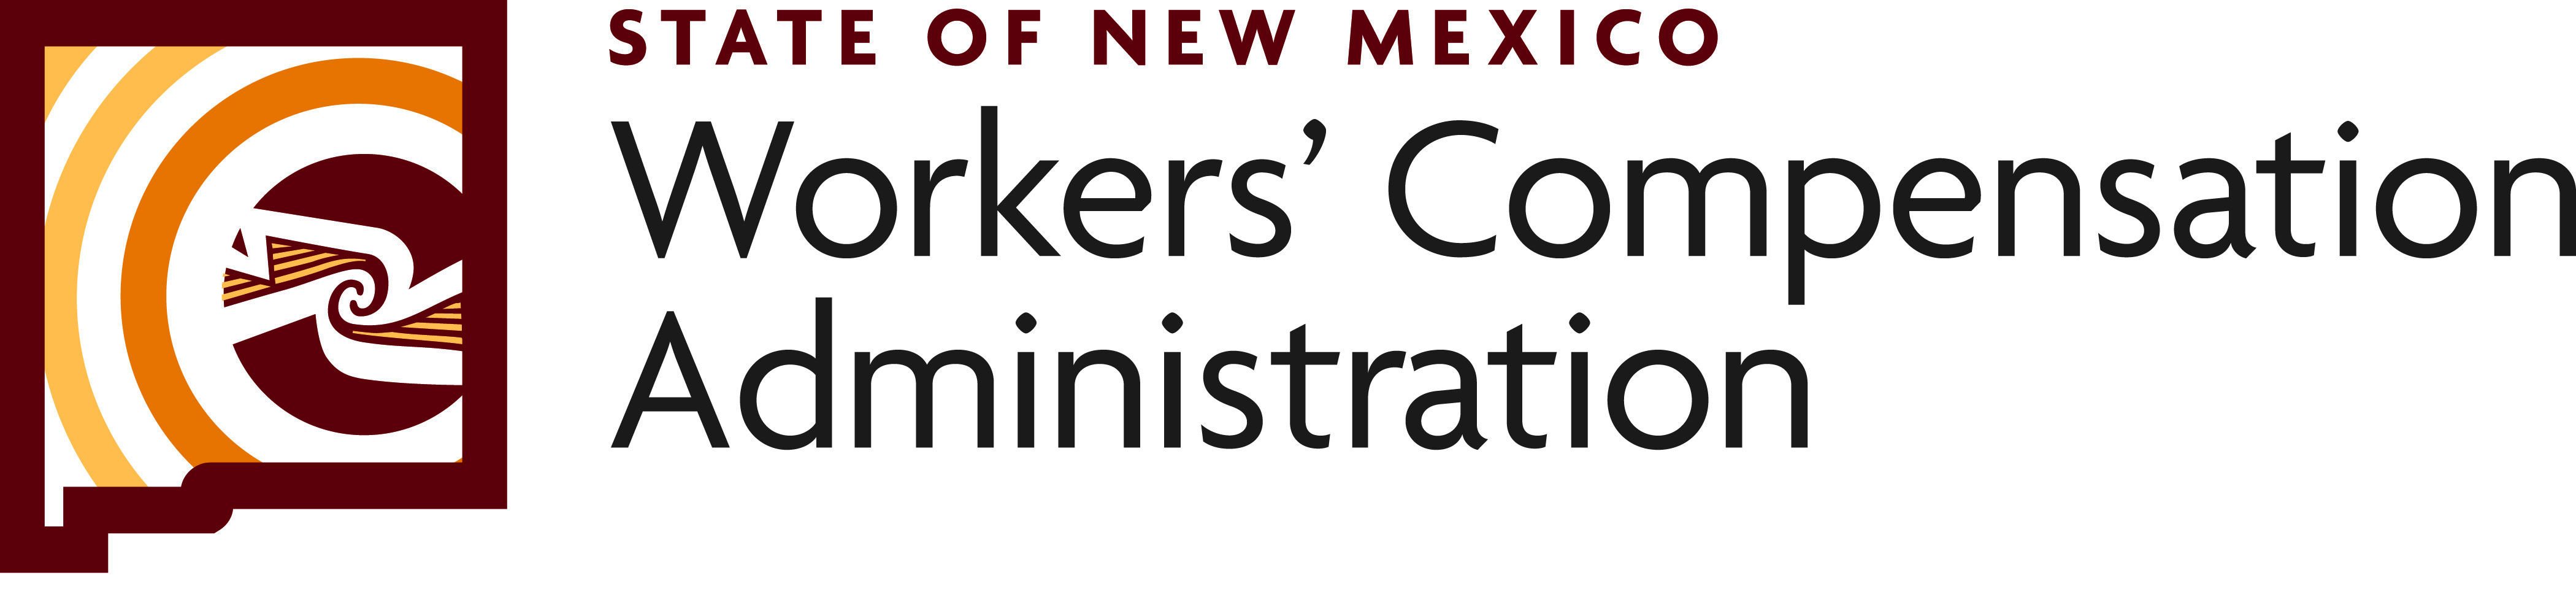 STATE OF NEW MEXICO
Workers’ Compensation
Administration